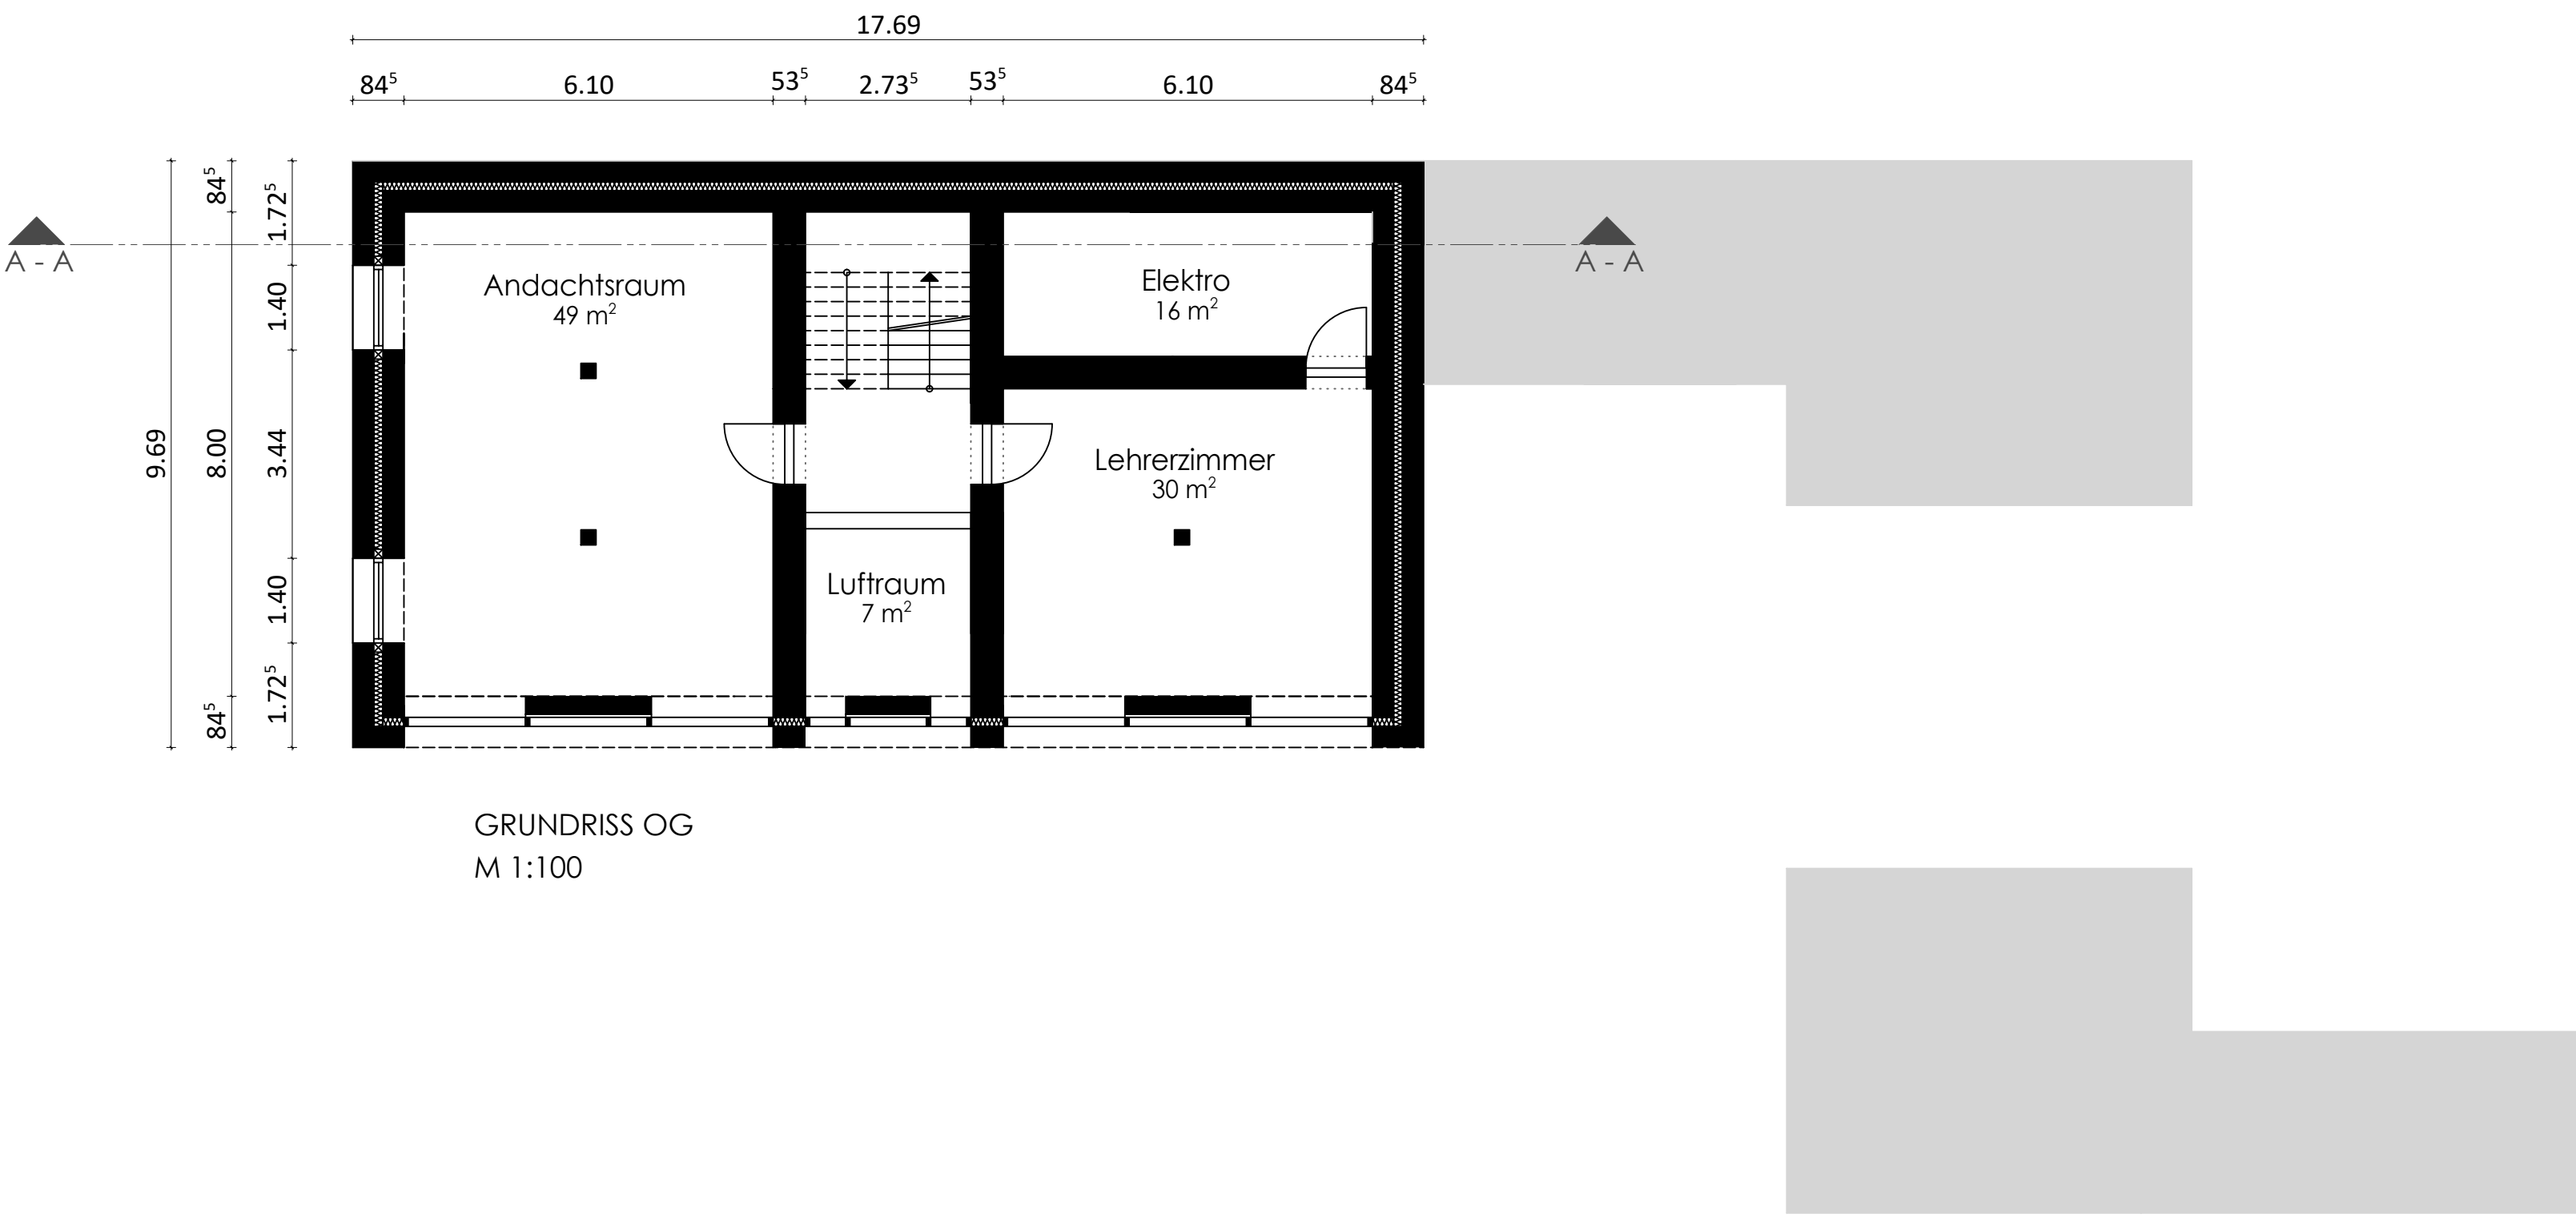 17.69
84⁵ 6.10 53⁵ 2.73⁵ 53⁵ 6.10 84⁵
9.69
84⁵ 8.00 84⁵
1.72⁵ 1.40 3.44 1.40 1.72⁵
A - A
A - A
Andachtsraum
49 m²
Elektro
16 m²
Lehrerzimmer
30 m²
Luftraum
7 m²
GRUNDRISS OG
M 1:100